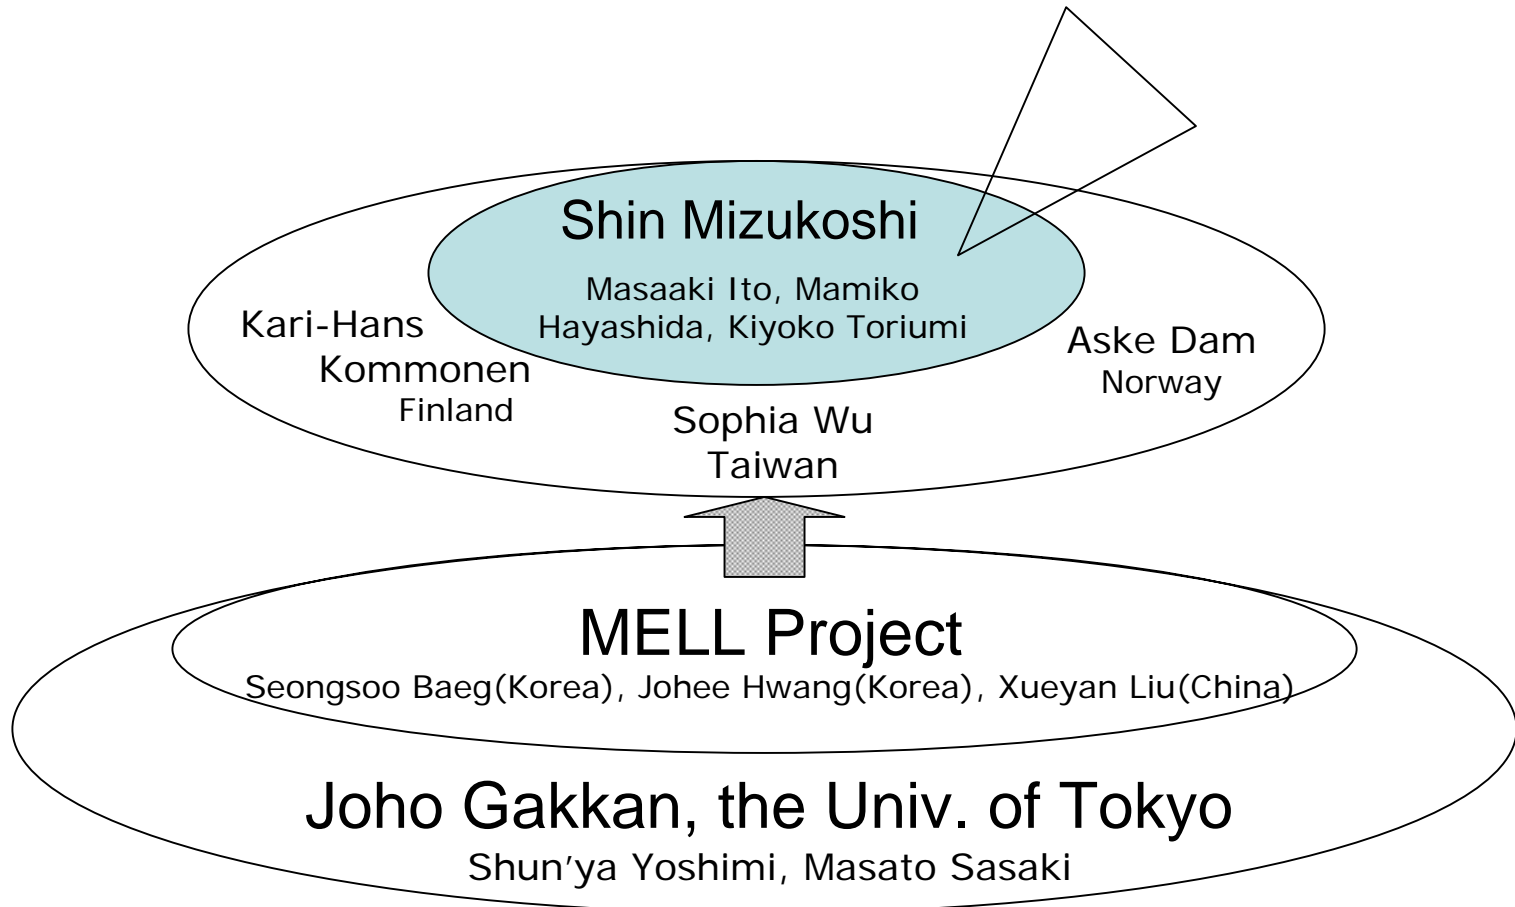 Shin Mizukoshi
Masaaki Ito, Mamiko
Hayashida, Kiyoko Toriumi
Kari-Hans
Kommonen
Finland
Aske Dam
Norway
Sophia Wu
Taiwan
MELL Project
Seongsoo Baeg(Korea), Johee Hwang(Korea), Xueyan Liu(China)
Joho Gakkan, the Univ. of Tokyo
Shun’ya Yoshimi, Masato Sasaki